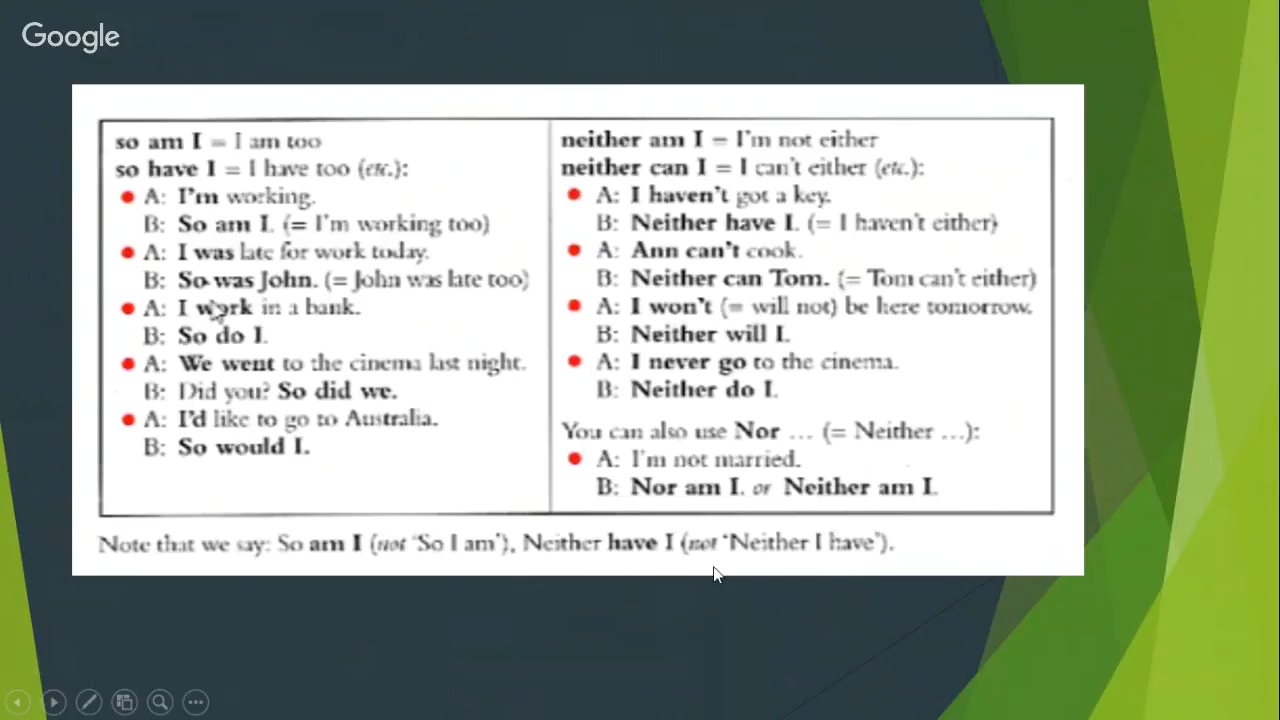 Google
so am I = I am too
so have I = I have too (etc.):
A: I'm working.
B: So am I. (= I'm working too)
A: I was late for work today.
B: So was John. (= John was late too)
A: I work in a bank.
B: So do I.
A: We went to the cinema last night.
B: Did you? So did we.
A: I'd like to go to Australia.
B: So would I.
neither am I = I'm not either
neither can I = I can't either (etc.):
A: I haven't got a key.
B: Neither have I. (= I haven't either)
A: Ann can't cook.
B: Neither can Tom. (= Tom can't either)
A: I won't (= will not) be here tomorrow.
B: Neither will I.
A: I never go to the cinema.
B: Neither do I.
You can also use Nor ... (= Neither ...):
A: I'm not married.
B: Nor am I. or Neither am I.
Note that we say: So am I (not 'So I am'), Neither have I (not 'Neither I have').